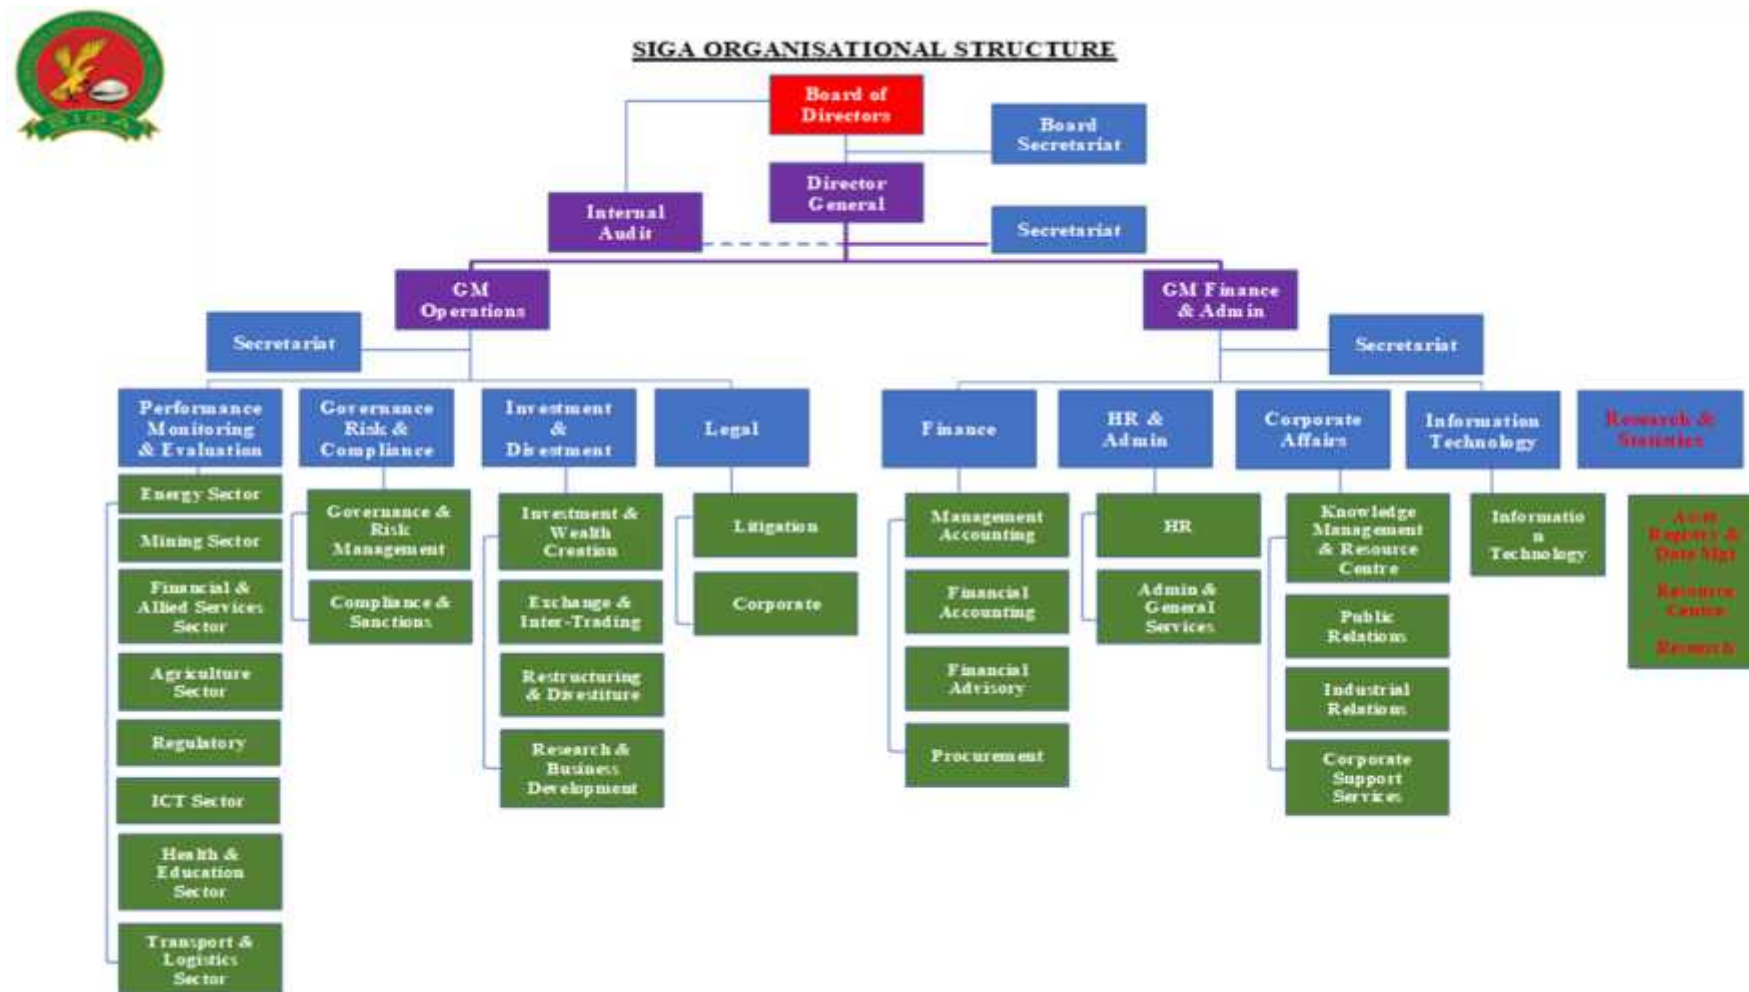 SIGA ORGANISATIONAL STRUCTURE
Board of
Directors
Board
Secretariat
Director
General
Internal
Audit
Secretariat
GM
Operations
GM Finance
& Admin
Secretariat
Secretariat
Performance
Monitoring
& Evaluation
Governance
Risk &
Compliance
Investment
&
Divestment
Legal
Finance
HR &
Admin
Corporate
Affairs
Information
Technology
Research &
Statistics
Energy Sector
Mining Sector
Financial &
Allied Services
Sector
Agriculture
Sector
Regulatory
ICT Sector
Health &
Education
Sector
Transport &
Logistics
Sector
Governance &
Risk
Management
Compliance &
Sanctions
Investment &
Wealth
Creation
Exchange &
Inter-Trading
Restructuring
& Divestiture
Research &
Business
Development
Litigation
Corporate
Management
Accounting
Financial
Accounting
Financial
Advisory
Procurement
HR
Admin &
General
Services
Knowledge
Management
& Resource
Centre
Public
Relations
Industrial
Relations
Corporate
Support
Services
Informatio
n
Technology
Asset
Register &
Data Mgt
Resource
Centre
Research
SIGA